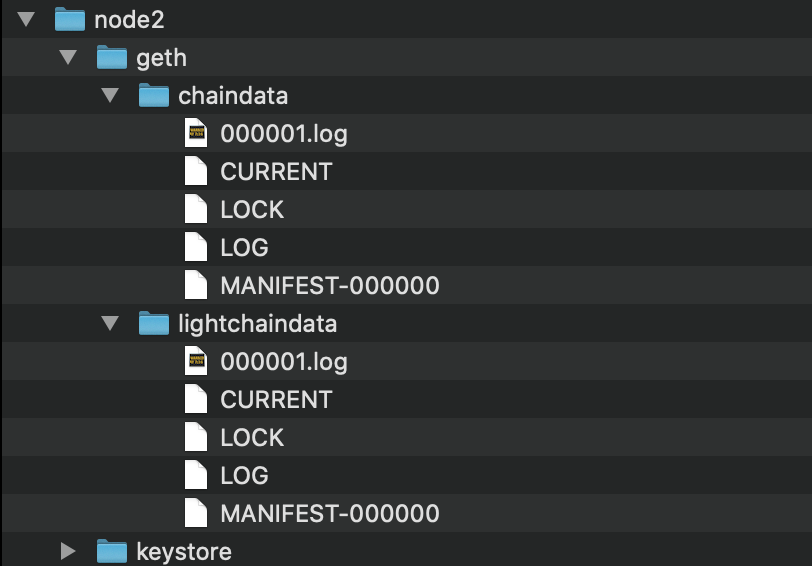 node2
geth
chaindata
000001.log
CURRENT
LOCK
LOG
MANIFEST-000000
lightchaindata
000001.log
CURRENT
LOCK
LOG
MANIFEST-000000
keystore